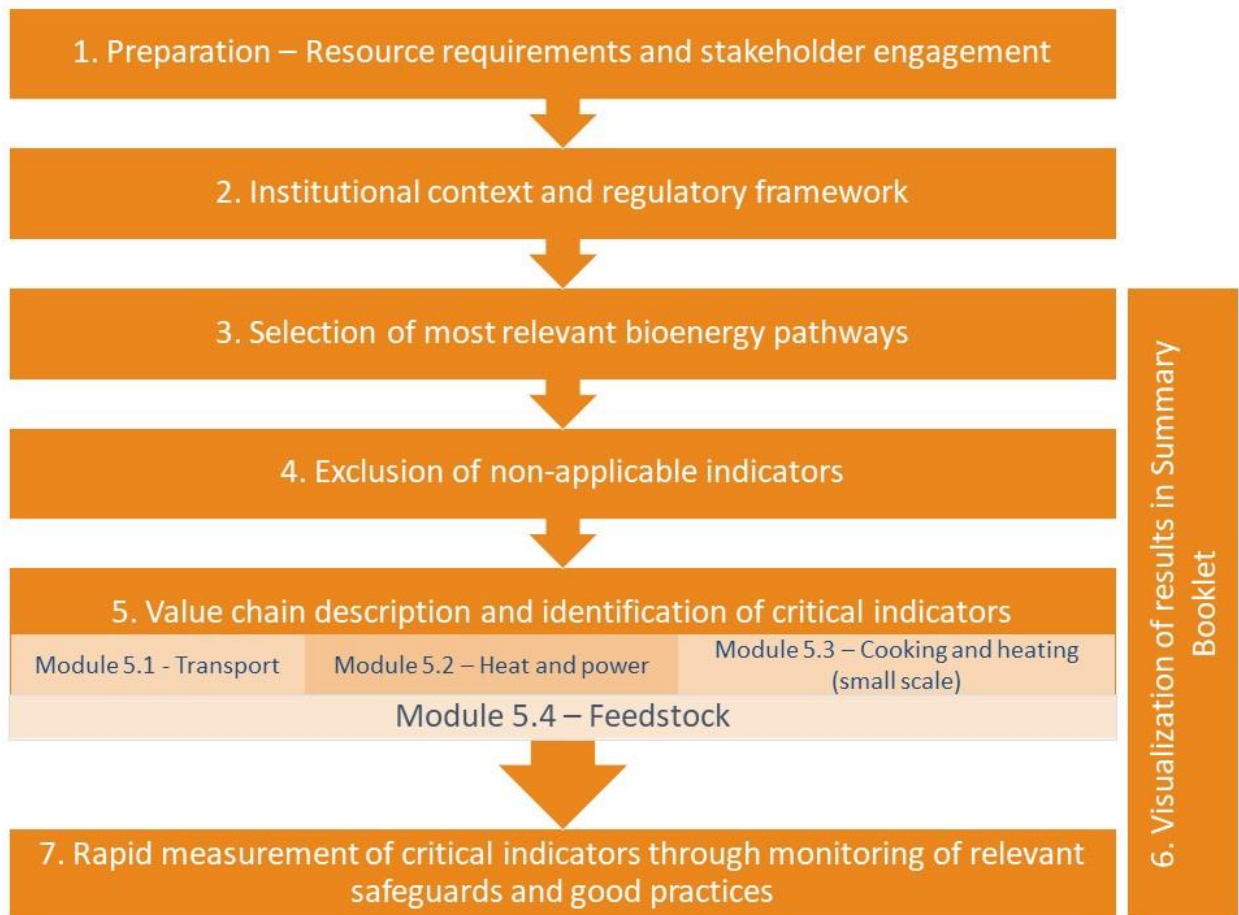 1. Preparation – Resource requirements and stakeholder engagement
2. Institutional context and regulatory framework
3. Selection of most relevant bioenergy pathways
4. Exclusion of non-applicable indicators
5. Value chain description and identification of critical indicators
Module 5.1 - Transport
Module 5.2 – Heat and power
Module 5.3 – Cooking and heating
(small scale)
Module 5.4 – Feedstock
6. Visualization of results in Summary
Booklet
7. Rapid measurement of critical indicators through monitoring of relevant
safeguards and good practices